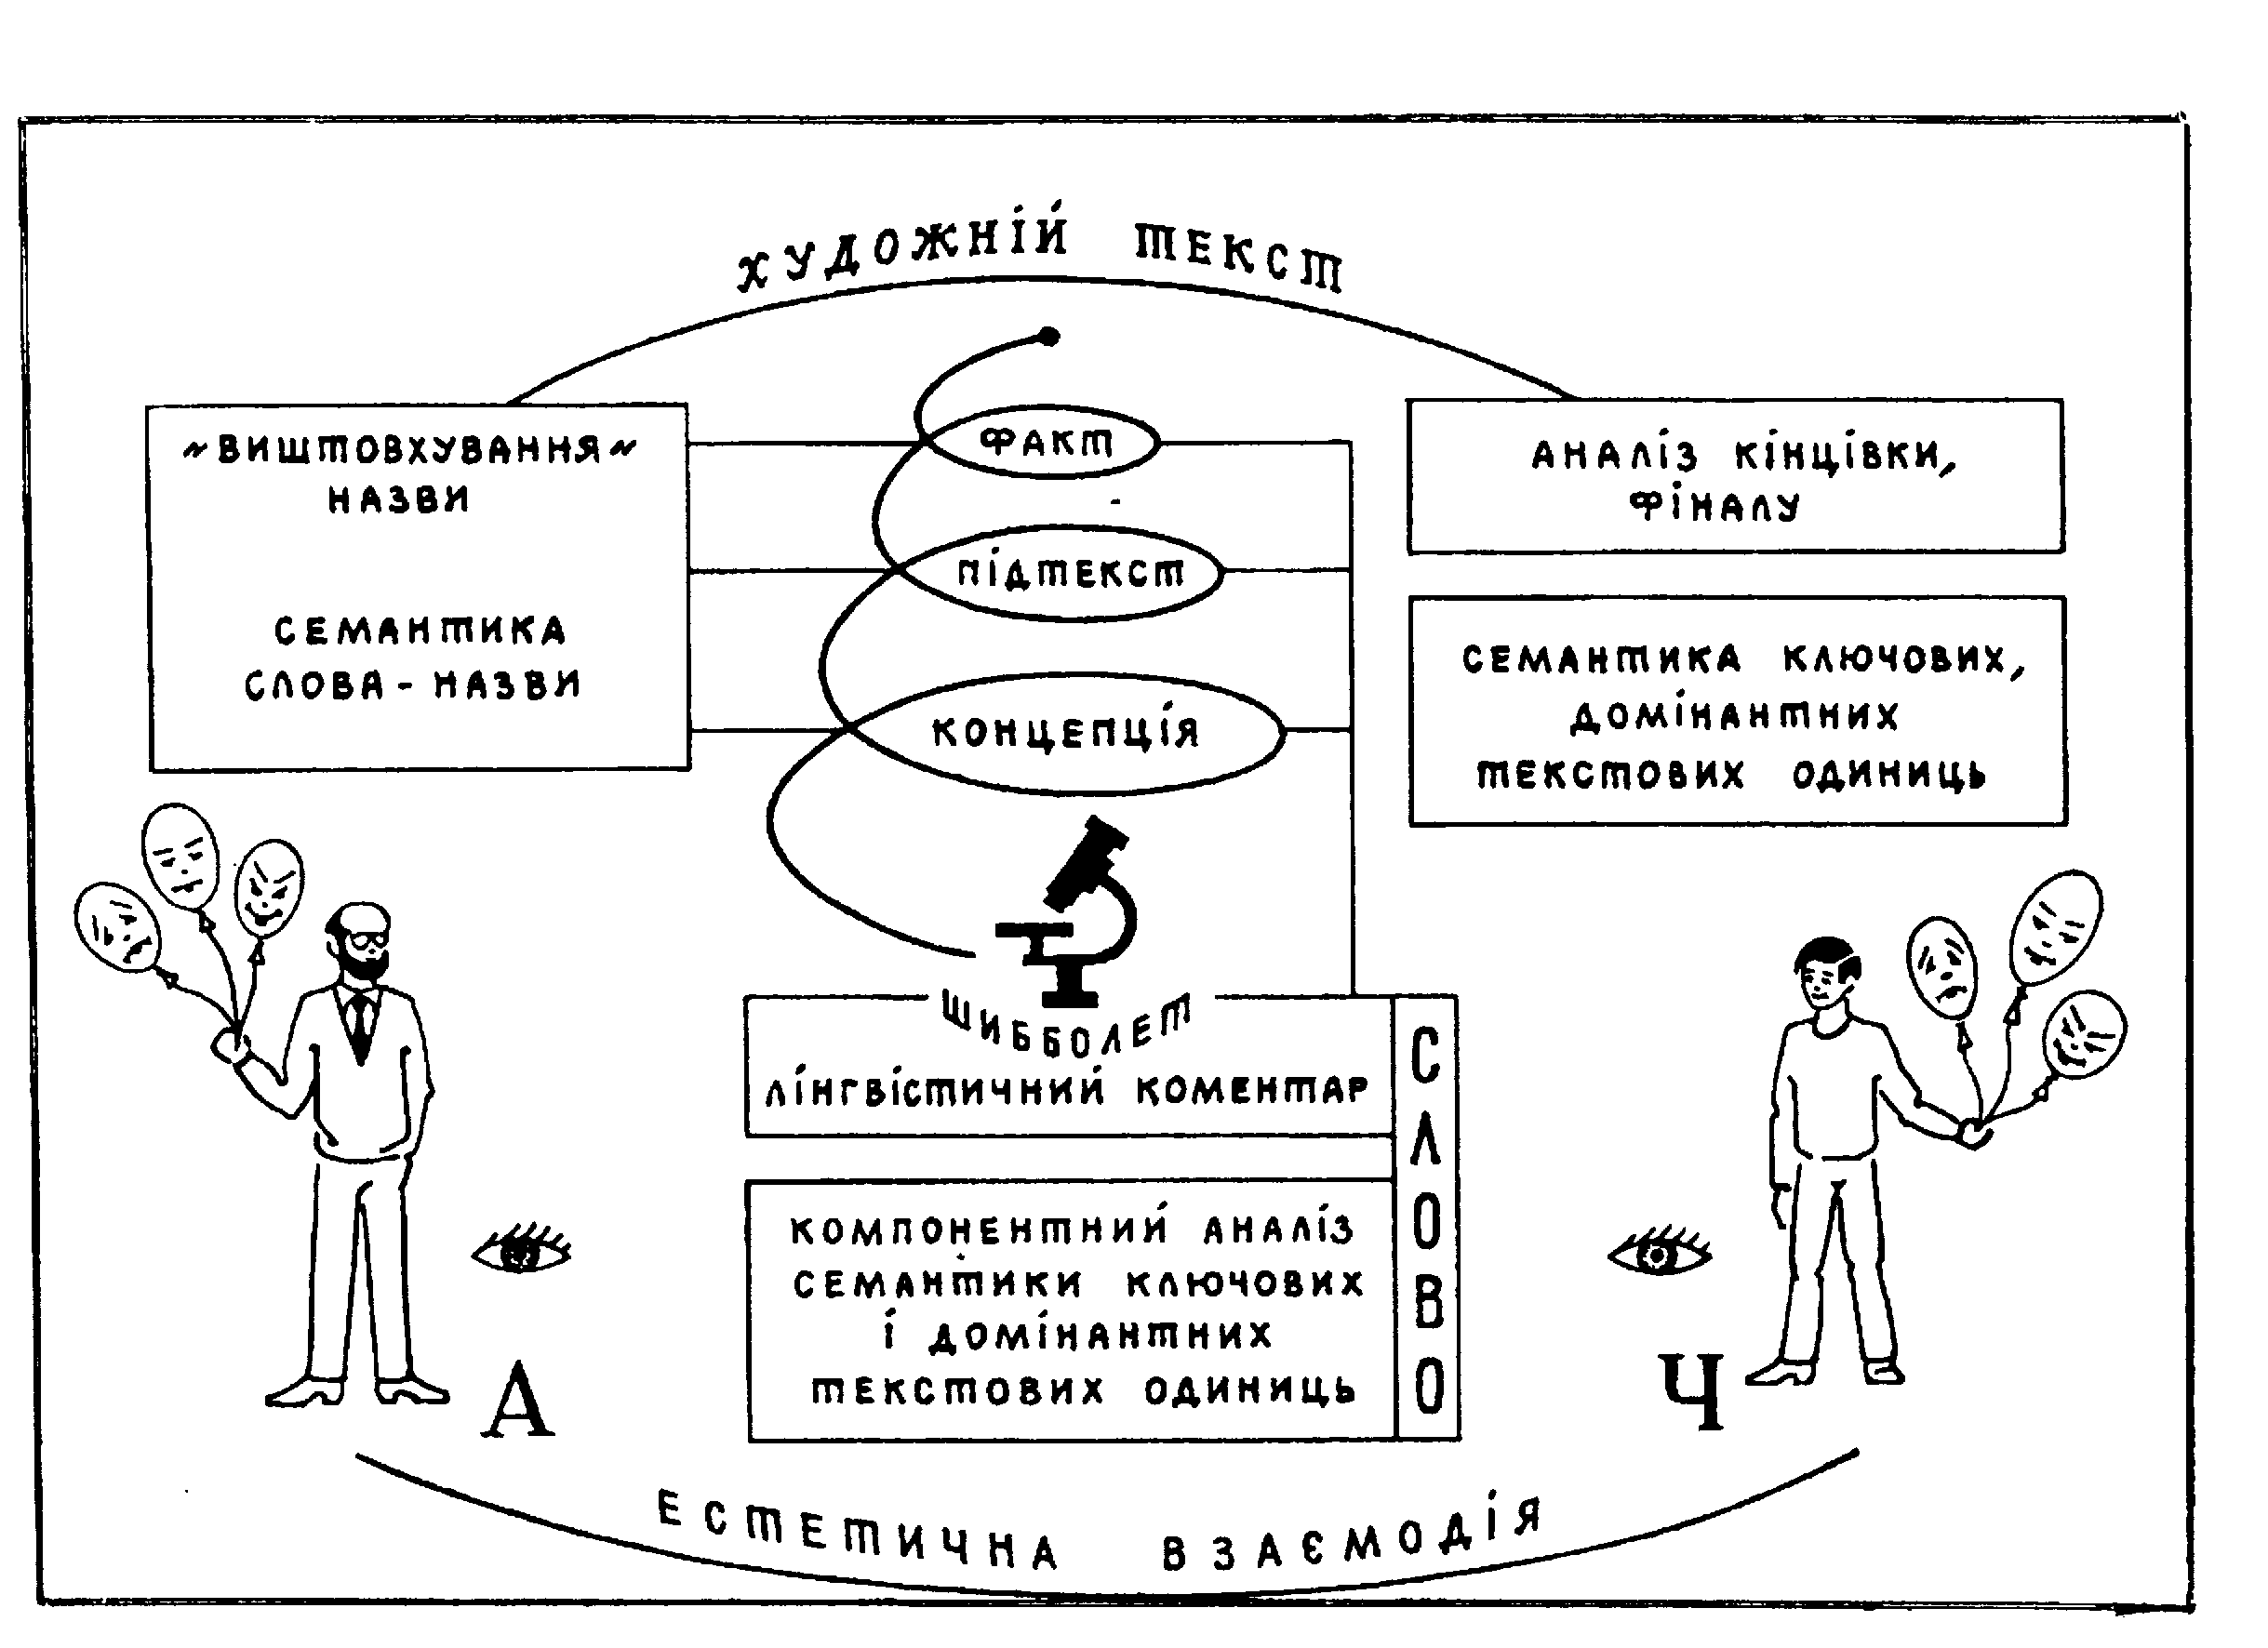 ХУДОЖНІЙ ТЕКСТ
"ВИШТОВХУВАННЯ"
НАЗВИ
СЕМАНТИКА
СЛОВА - НАЗВИ
ФАКТ
ПІДТЕКСТ
КОНЦЕПЦІЯ
АНАЛІЗ КІНЦІВКИ,
ФІНАЛУ
СЕМАНТИКА КЛЮЧОВИХ,
ДОМІНАНТНИХ
ТЕКСТОВИХ ОДИНИЦЬ
ШИББОЛЕТ
ЛІНГВІСТИЧНИЙ КОМЕНТАР
КОМПОНЕНТНИЙ АНАЛІЗ
СЕМАНТИКИ КЛЮЧОВИХ
І ДОМІНАНТНИХ
ТЕКСТОВИХ ОДИНИЦЬ
СЛОВО
А
Ч
ЕСТЕТИЧНА ВЗАЄМОДІЯ